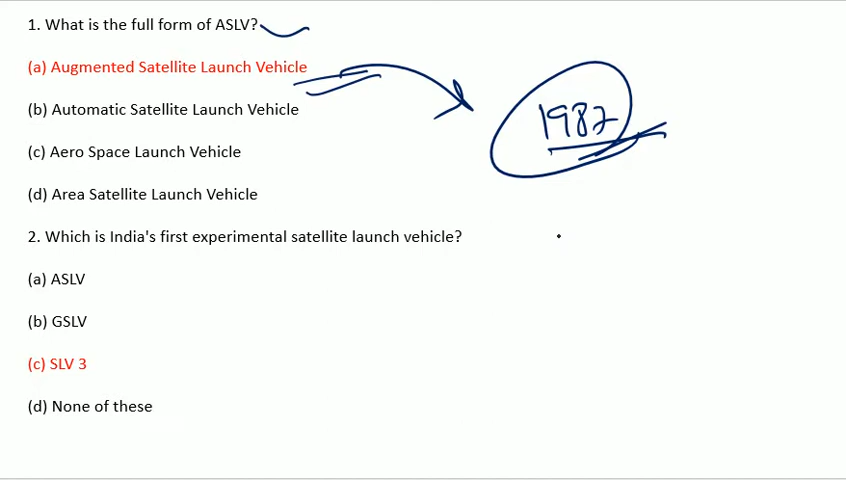 1. What is the full form of ASLV?
(a) Augmented Satellite Launch Vehicle
(b) Automatic Satellite Launch Vehicle
1987
(c) Aero Space Launch Vehicle
(d) Area Satellite Launch Vehicle
2. Which is India's first experimental satellite launch vehicle?
(a) ASLV
(b) GSLV
(c) SLV 3
(d) None of these